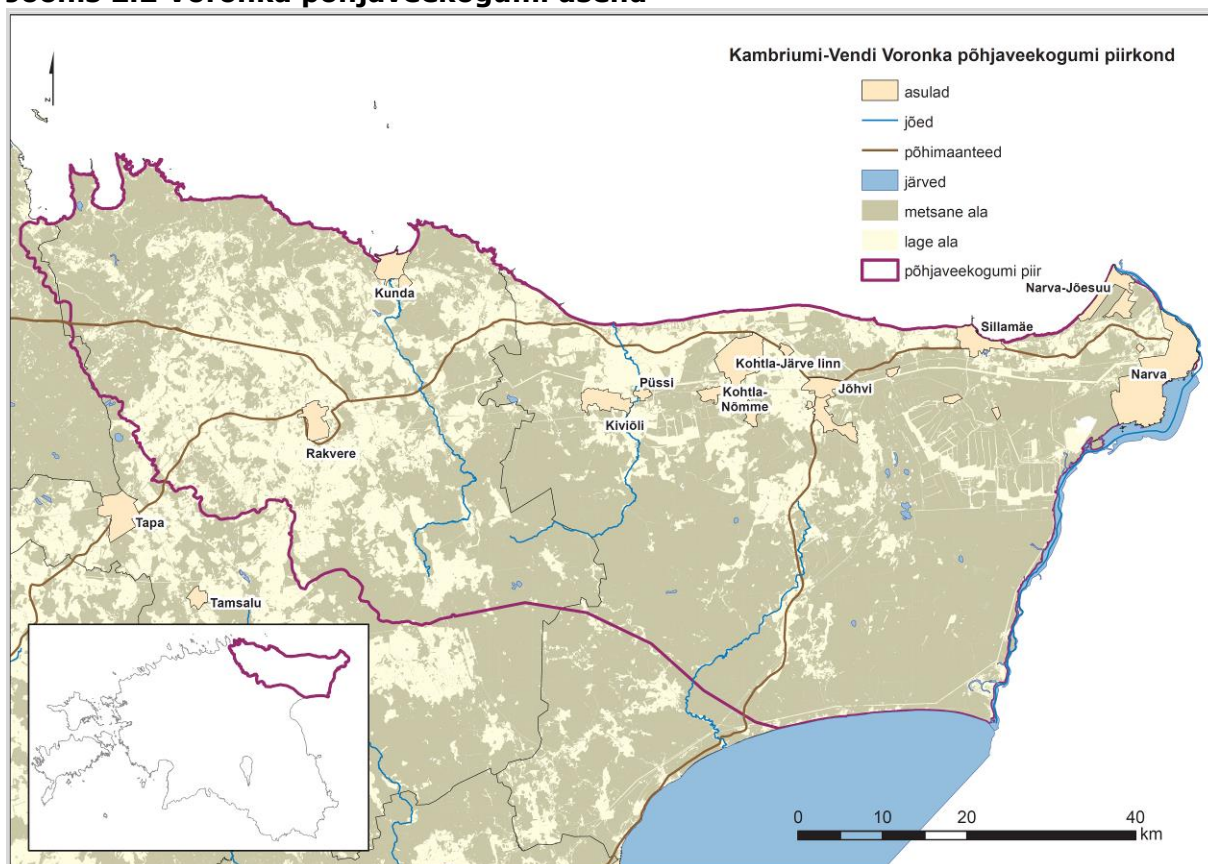 Joonis 2.2 Voronka põhjaveekogumi asend
Kambriumi-Vendi Voronka põhjaveekogumi piirkond
asulad
jõed
põhimaanteed
järved
metsane ala
lage ala
põhjaveekogumi piir
N
Kunda
Narva-Jõesuu
Sillamäe
Narva
Kohtla-Järve linn
Püssi
Kohtla-
Nõmme
Jõhvi
Kiviõli
Rakvere
Tapa
Tamsalu
0 10 20 40
km